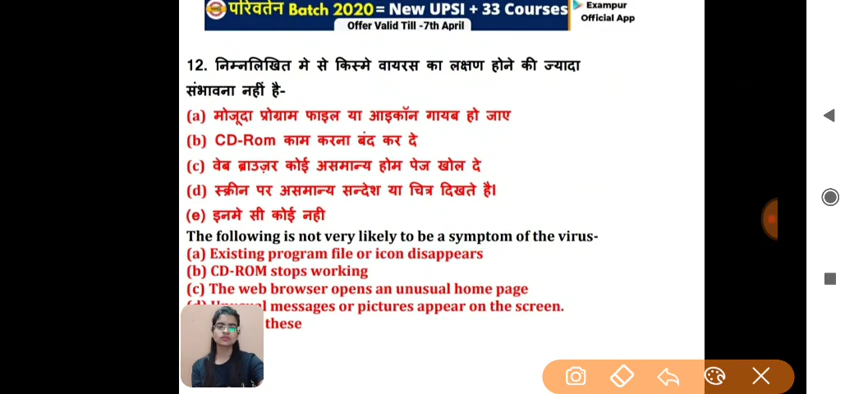 परिवर्तन Batch 2020 = New UPSI + 33 Courses
Offer Valid Till -7th April
Exampur
Official App
12. निम्नलिखित मे से किस्मे वायरस का लक्षण होने की ज्यादा
संभावना नहीं है-
(a) मोजूदा प्रोग्राम फाइल या आइकॉन गायब हो जाए
(b) CD-Rom काम करना बंद कर दे
(c) वेब ब्राउज़र कोई असमान्य होम पेज खोल दे
(d) स्क्रीन पर असमान्य सन्देश या चित्र दिखते है।
(e) इनमे सी कोई नही
The following is not very likely to be a symptom of the virus-
(a) Existing program file or icon disappears
(b) CD-ROM stops working
(c) The web browser opens an unusual home page
messages or pictures appear on the screen.
these